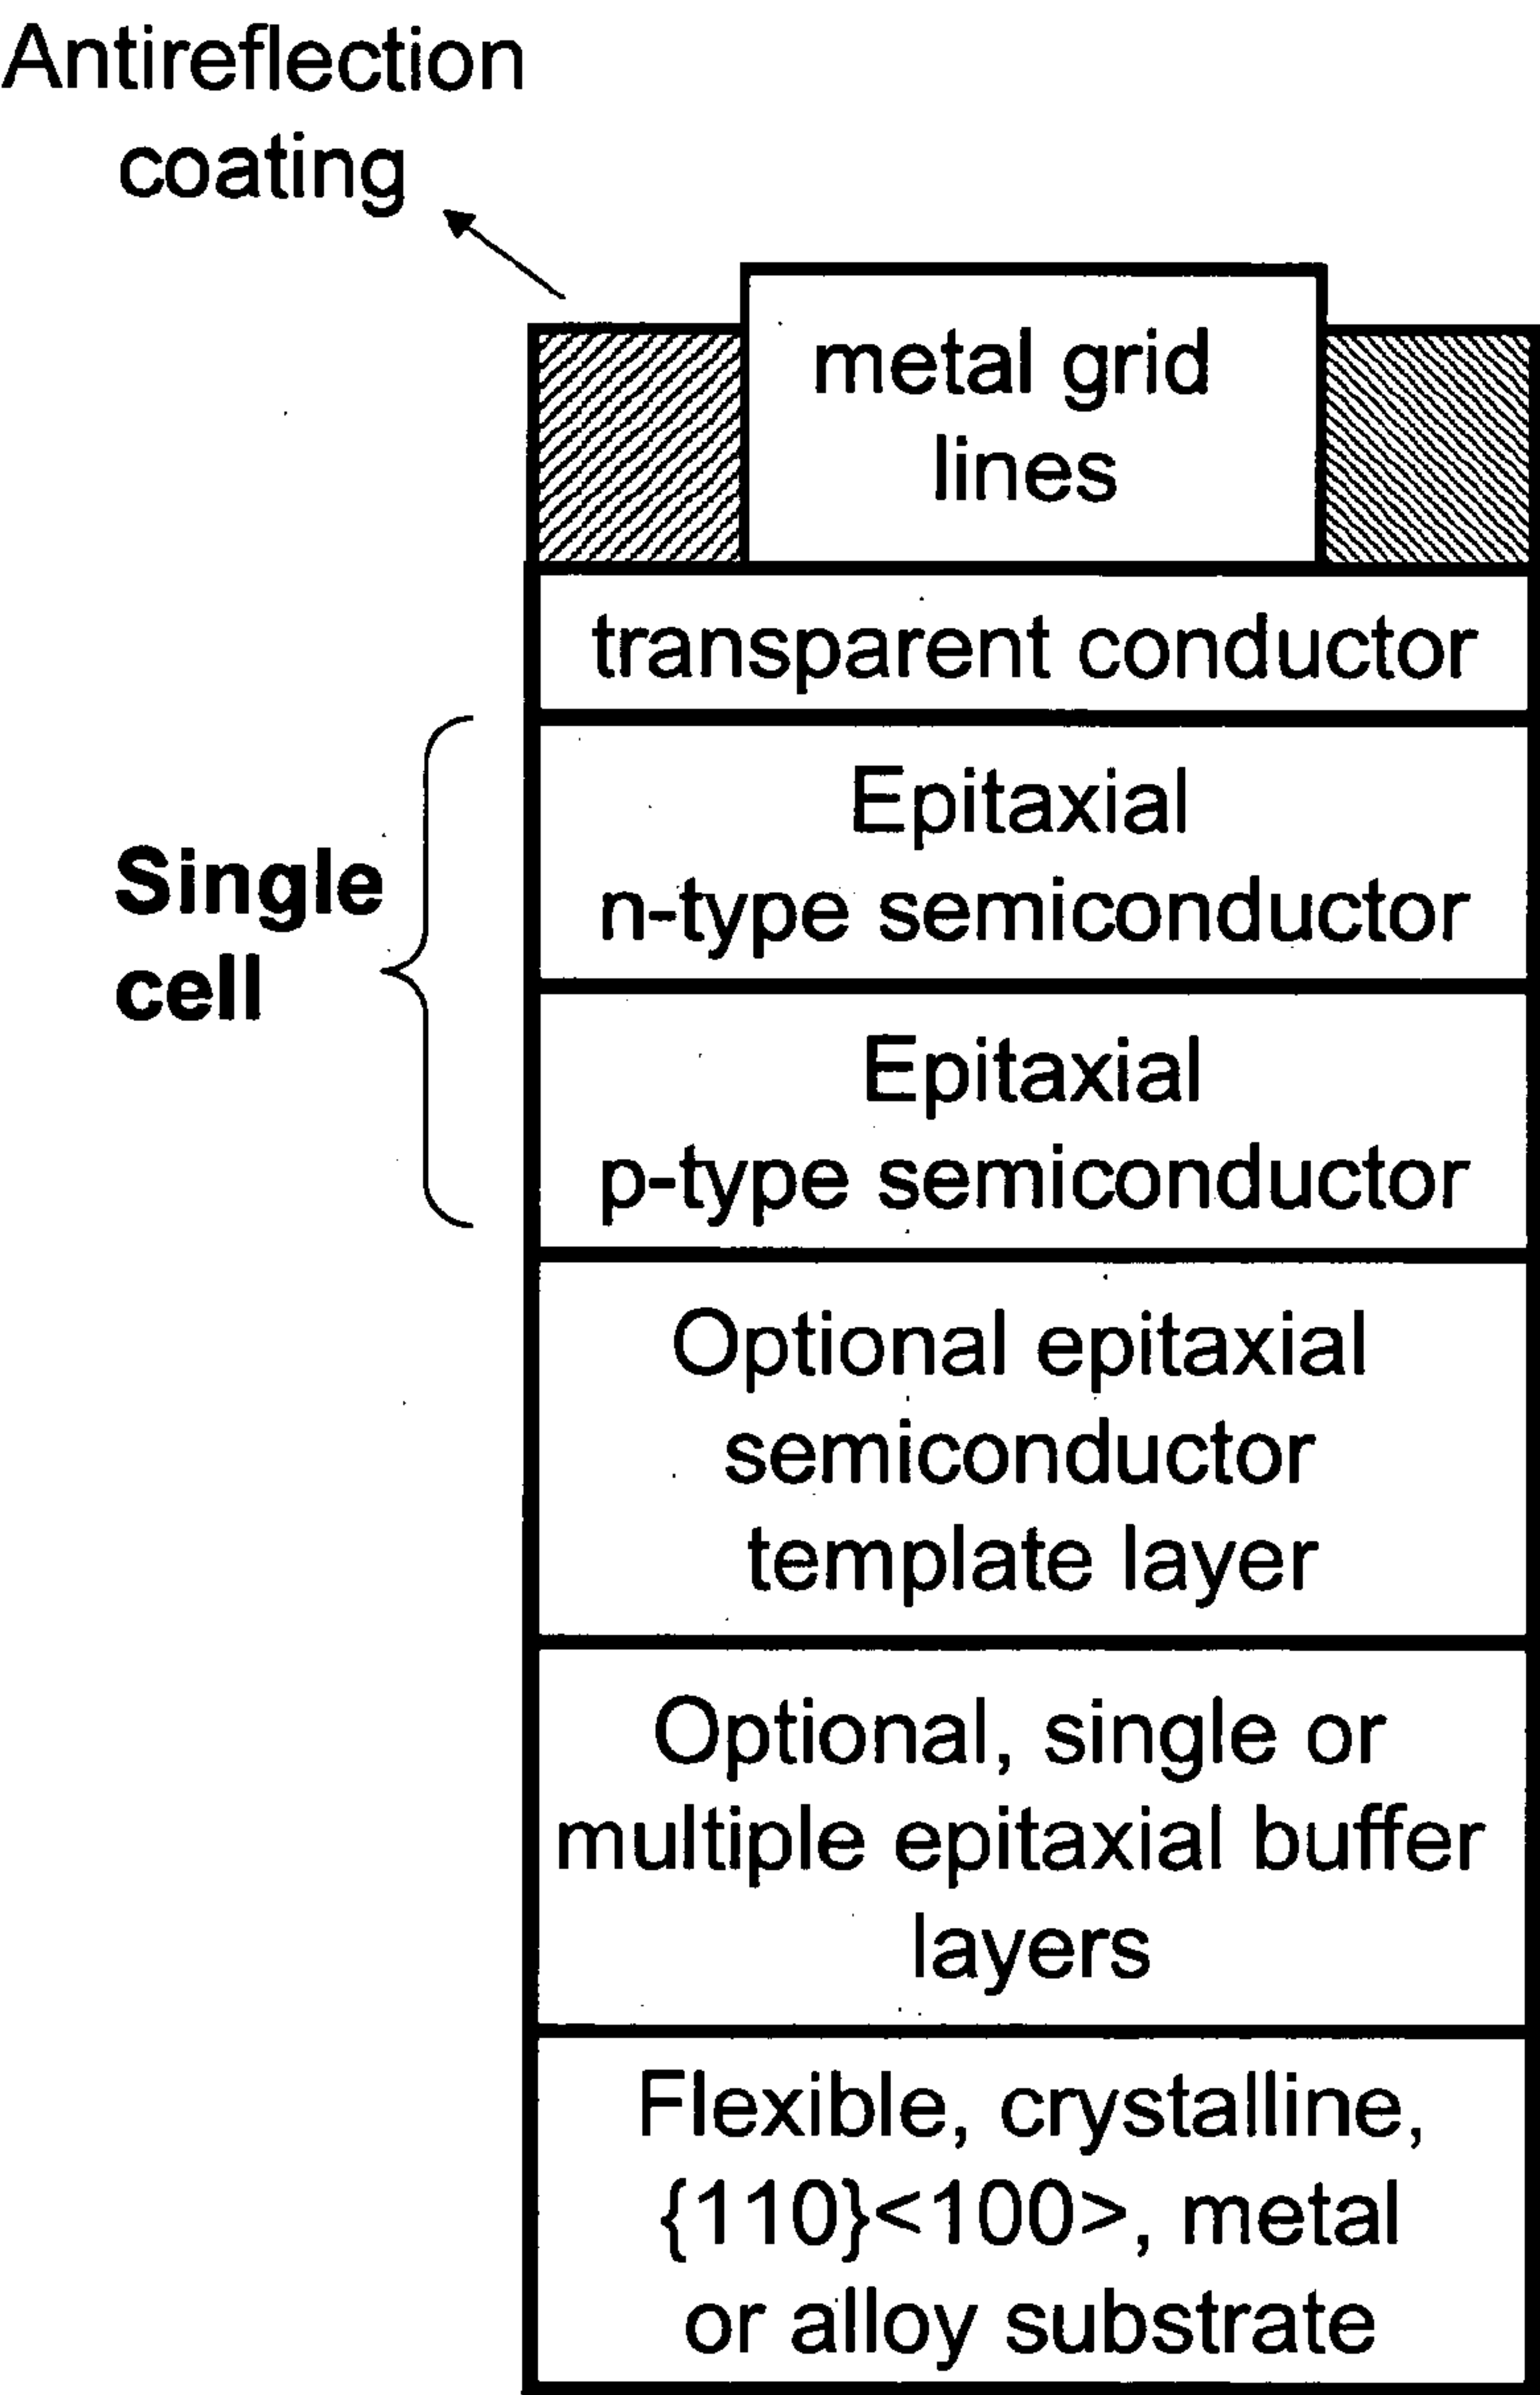 Antireflection
coating
metal grid
lines
transparent conductor
Single
cell
Epitaxial
n-type semiconductor
Epitaxial
p-type semiconductor
Optional epitaxial
semiconductor
template layer
Optional, single or
multiple epitaxial buffer
layers
Flexible, crystalline,
{110}<100>, metal
or alloy substrate